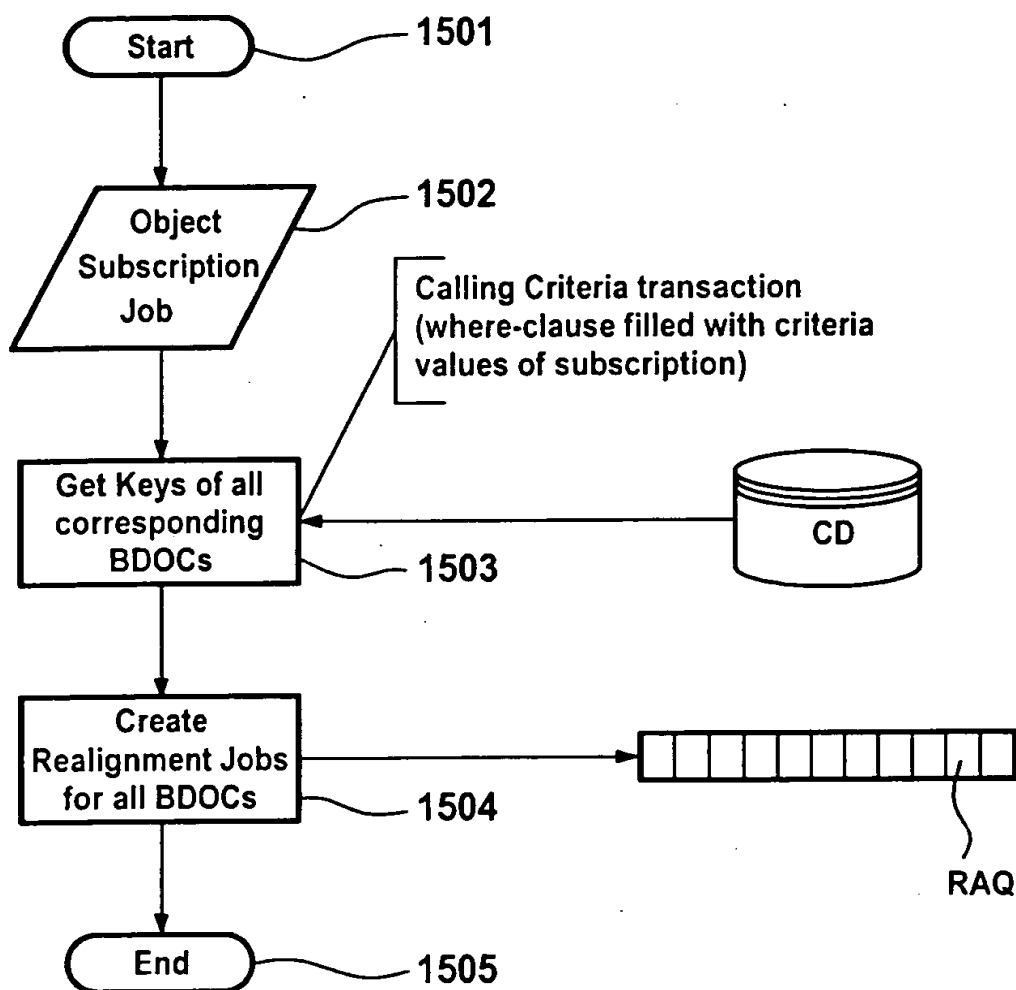 Start
1501
Object
Subscription
Job
1502
Calling Criteria transaction
(where-clause filled with criteria
values of subscription)
Get Keys of all
corresponding
BDOCs
1503
CD
Create
Realignment Jobs
for all BDOCs
1504
RAQ
End
1505